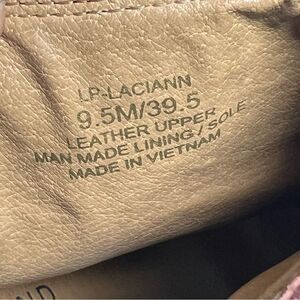 LP-LACIANN
9.5M/39.5
LEATHER UPPER
MAN MADE LINING/SOLE
MADE IN VIETNAM